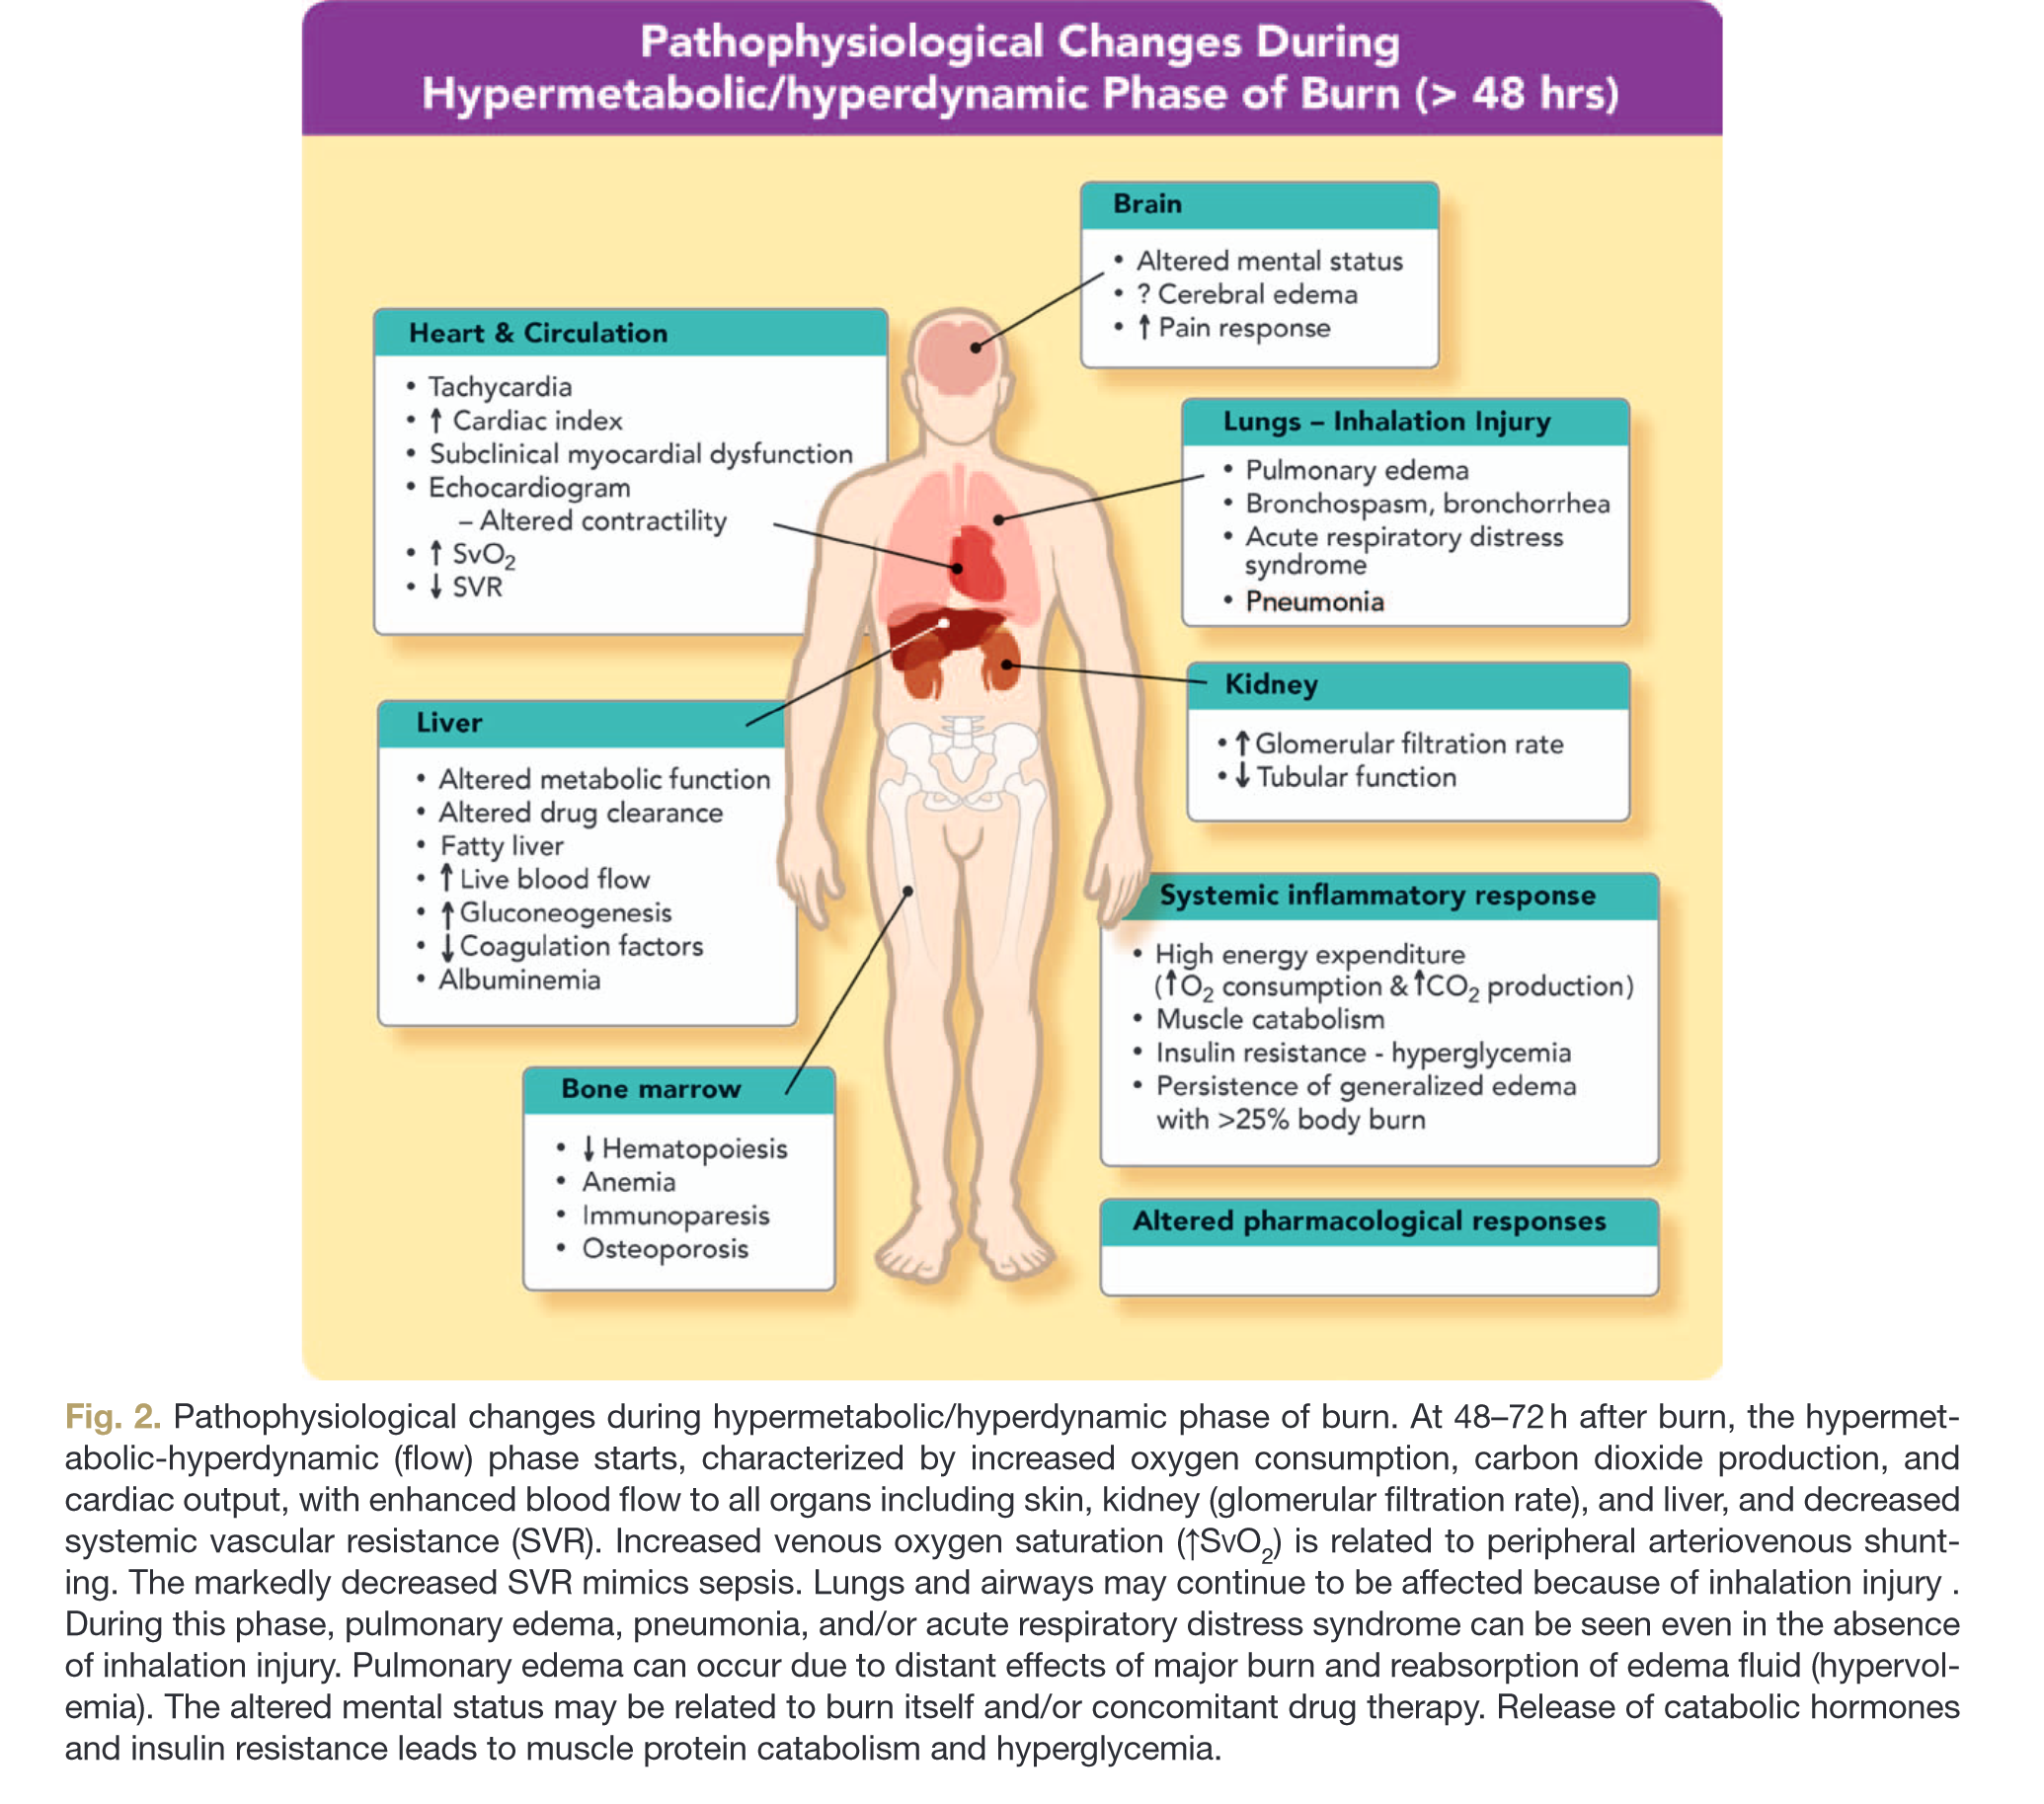 Pathophysiological Changes During
Hypermetabolic/hyperdynamic Phase of Burn (> 48 hrs)
Brain
• Altered mental status
• ? Cerebral edema
• ↑ Pain response
Heart & Circulation
• Tachycardia
• ↑ Cardiac index
• Subclinical myocardial dysfunction
• Echocardiogram
– Altered contractility
• ↑ SvO₂
• ↓ SVR
Lungs – Inhalation Injury
• Pulmonary edema
• Bronchospasm, bronchorrhea
• Acute respiratory distress
syndrome
• Pneumonia
Kidney
• ↑ Glomerular filtration rate
• ↓ Tubular function
Liver
• Altered metabolic function
• Altered drug clearance
• Fatty liver
• ↑ Live blood flow
• ↑ Gluconeogenesis
• ↓ Coagulation factors
• Albuminemia
Systemic inflammatory response
• High energy expenditure
(↑O₂ consumption & ↑CO₂ production)
• Muscle catabolism
• Insulin resistance - hyperglycemia
• Persistence of generalized edema
with >25% body burn
Bone marrow
• ↓ Hematopoiesis
• Anemia
• Immunoparesis
• Osteoporosis
Altered pharmacological responses
Fig. 2. Pathophysiological changes during hypermetabolic/hyperdynamic phase of burn. At 48–72 h after burn, the hypermet-
abolic-hyperdynamic (flow) phase starts, characterized by increased oxygen consumption, carbon dioxide production, and
cardiac output, with enhanced blood flow to all organs including skin, kidney (glomerular filtration rate), and liver, and decreased
systemic vascular resistance (SVR). Increased venous oxygen saturation (↑SvO₂) is related to peripheral arteriovenous shunt-
ing. The markedly decreased SVR mimics sepsis. Lungs and airways may continue to be affected because of inhalation injury .
During this phase, pulmonary edema, pneumonia, and/or acute respiratory distress syndrome can be seen even in the absence
of inhalation injury. Pulmonary edema can occur due to distant effects of major burn and reabsorption of edema fluid (hypervol-
emia). The altered mental status may be related to burn itself and/or concomitant drug therapy. Release of catabolic hormones
and insulin resistance leads to muscle protein catabolism and hyperglycemia.